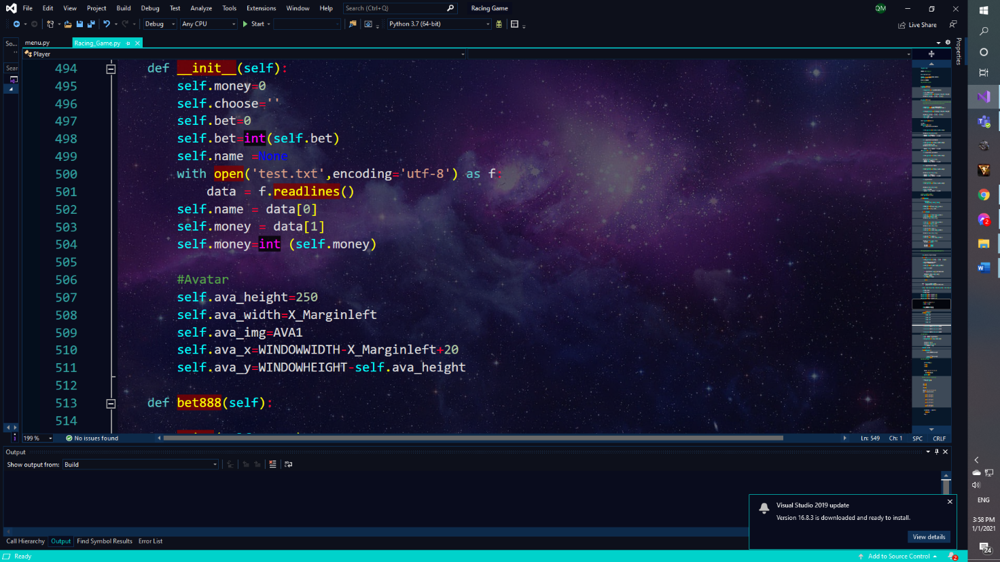 File Edit View Project Build Debug Test Analyze Tools Extensions Window Help Search (Ctrl+Q) Racing Game QM
Debug Any CPU Start Python 3.7 (64-bit) Live Share
So... menu.py Racing_Game.py
Player
Sear
Properties
494 def __init__(self):
495 self.money=0
496 self.choose=''
497 self.bet=0
498 self.bet=int(self.bet)
499 self.name =None
500 with open('test.txt',encoding='utf-8') as f:
501 data = f.readlines()
502 self.name = data[0]
503 self.money = data[1]
504 self.money=int (self.money)
505
506 #Avatar
507 self.ava_height=250
508 self.ava_width=X_Marginleft
509 self.ava_img=AVA1
510 self.ava_x=WINDOWWIDTH-X_Marginleft+20
511 self.ava_y=WINDOWHEIGHT-self.ava_height
512
513 def bet888(self):
514
199 % No issues found Ln: 549 Ch: 1 SPC CRLF
Output
Show output from: Build
Visual Studio 2019 update
Version 16.8.3 is downloaded and ready to install.
View details
Call Hierarchy Output Find Symbol Results Error List
Ready Add to Source Control 2
2
ENG
3:58 PM
1/1/2021
24